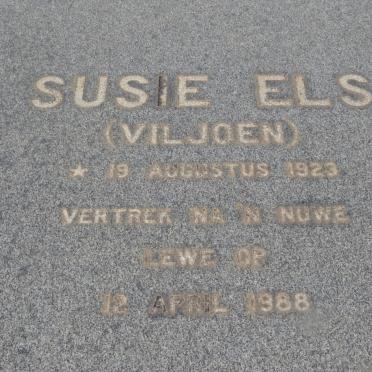 SUSIE ELS
(VILJOEN)
★ 19 AUGUSTUS 1923
VERTREK NA 'N NUWE
LEWE OP
12 APRIL 1988